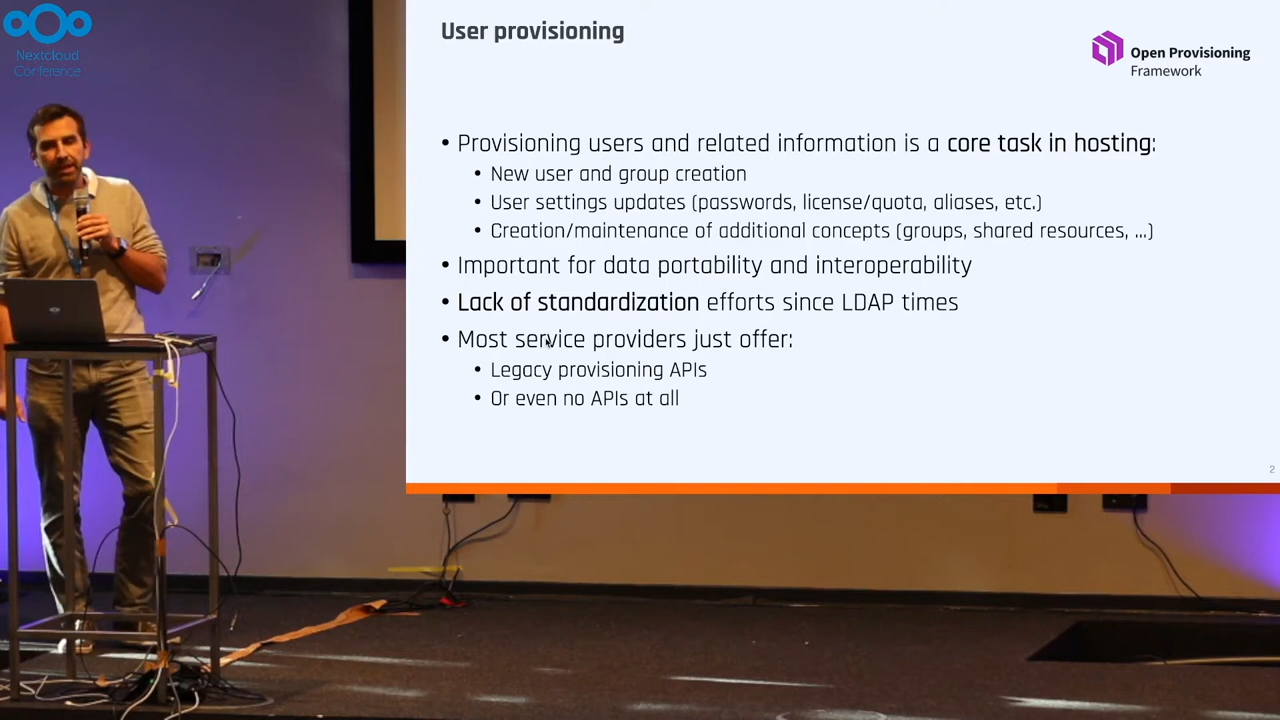 Nextcloud
Conference
User provisioning
Open Provisioning
Framework
• Provisioning users and related information is a core task in hosting:
• New user and group creation
• User settings updates (passwords, license/quota, aliases, etc.)
• Creation/maintenance of additional concepts (groups, shared resources, ...)
• Important for data portability and interoperability
• Lack of standardization efforts since LDAP times
• Most service providers just offer:
• Legacy provisioning APIs
• Or even no APIs at all
2